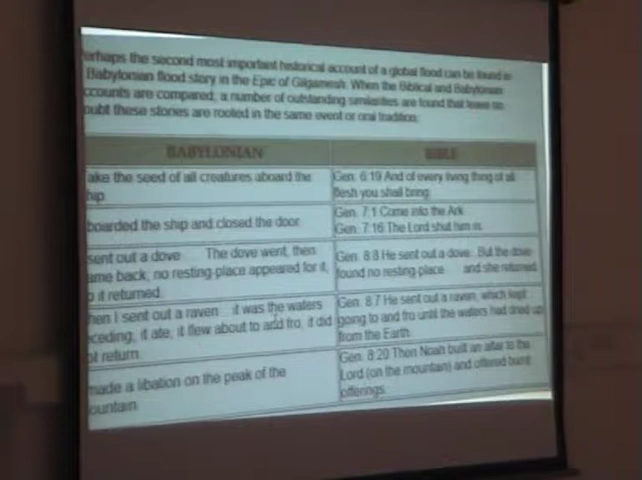 erhaps the second most important historical account of a global flood can be found in
Babylonian flood story in the Epic of Gilgamesh. When the Biblical and Babylonian
ccounts are compared, a number of outstanding similarities are found that leave no
oubt these stories are rooted in the same event or oral tradition.
BABYLONIAN
BIBLE
ake the seed of all creatures aboard the
hip
Gen. 6:19 And of every living thing of all
flesh you shall bring
boarded the ship and closed the door.
Gen. 7:1 Come into the Ark
Gen. 7:16 The Lord shut him in.
sent out a dove ... The dove went, then
ame back, no resting-place appeared for it,
o it returned.
Gen. 8:8 He sent out a dove. But the dove
found no resting-place ... and she returned.
hen I sent out a raven ... it was the waters
eceding; it ate, it flew about to and fro, it did
ot return.
Gen. 8:7 He sent out a raven, which kept
going to and fro until the waters had dried up
from the Earth.
made a libation on the peak of the
ountain.
Gen. 8:20 Then Noah built an altar to the
Lord (on the mountain) and offered burnt
offerings.